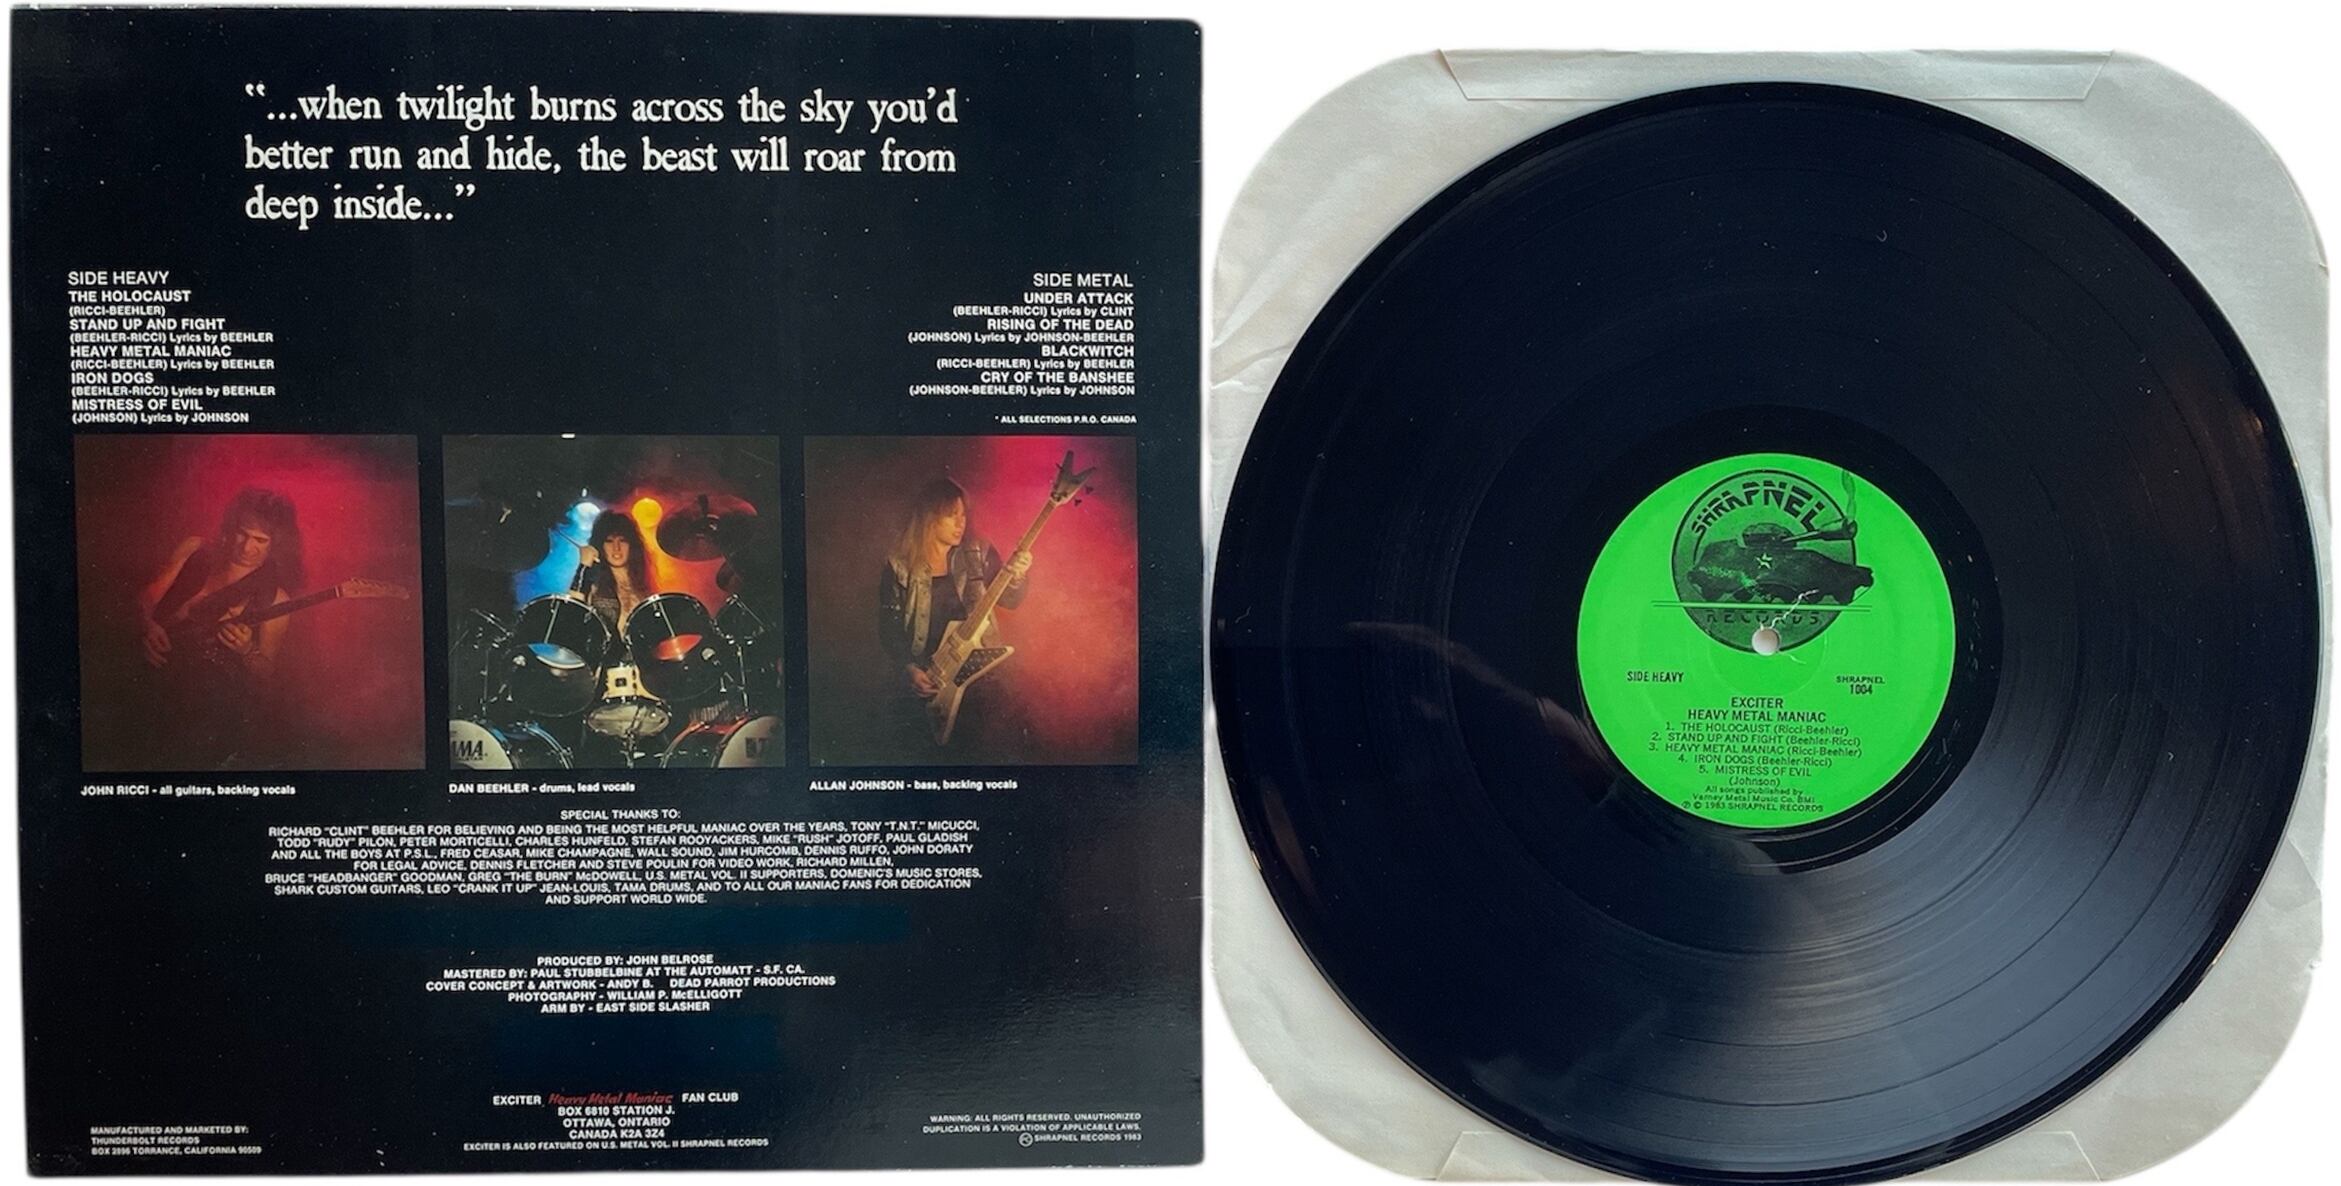 “...when twilight burns across the sky you’d
better run and hide, the beast will roar from
deep inside...”
SIDE HEAVY
THE HOLOCAUST
(RICCI-BEEHLER)
STAND UP AND FIGHT
(BEEHLER-RICCI) Lyrics by BEEHLER
HEAVY METAL MANIAC
(RICCI-BEEHLER) Lyrics by BEEHLER
IRON DOGS
(BEEHLER-RICCI) Lyrics by BEEHLER
MISTRESS OF EVIL
(JOHNSON) Lyrics by JOHNSON
SIDE METAL
UNDER ATTACK
(BEEHLER-RICCI) Lyrics by CLINT
RISING OF THE DEAD
(JOHNSON) Lyrics by JOHNSON-BEEHLER
BLACKWITCH
(RICCI-BEEHLER) Lyrics by BEEHLER
CRY OF THE BANSHEE
(JOHNSON-BEEHLER) Lyrics by JOHNSON
* ALL SELECTIONS P.R.O. CANADA
JOHN RICCI - all guitars, backing vocals
DAN BEEHLER - drums, lead vocals
ALLAN JOHNSON - bass, backing vocals
SPECIAL THANKS TO:
RICHARD "CLINT" BEEHLER FOR BELIEVING AND BEING THE MOST HELPFUL MANIAC OVER THE YEARS, TONY "T.N.T." MICUCCI,
TODD "RUDY" PILON, PETER MORTICELLI, CHARLES HUNFELD, STEFAN ROOYACKERS, MIKE "RUSH" JOTOFF, PAUL GLADISH
AND ALL THE BOYS AT P.S.L., FRED CEASAR, MIKE CHAMPAGNE, WALL SOUND, JIM HURCOMB, DENNIS RUFFO, JOHN DORATY
FOR LEGAL ADVICE, DENNIS FLETCHER AND STEVE POULIN FOR VIDEO WORK, RICHARD MILLEN,
BRUCE "HEADBANGER" GOODMAN, GREG "THE BURN" McDOWELL, U.S. METAL VOL. II SUPPORTERS, DOMENIC'S MUSIC STORES,
SHARK CUSTOM GUITARS, LEO "CRANK IT UP" JEAN-LOUIS, TAMA DRUMS, AND TO ALL OUR MANIAC FANS FOR DEDICATION
AND SUPPORT WORLD WIDE.
PRODUCED BY: JOHN BELROSE
MASTERED BY: PAUL STUBBELBINE AT THE AUTOMATT - S.F. CA.
COVER CONCEPT & ARTWORK - ANDY B. DEAD PARROT PRODUCTIONS
PHOTOGRAPHY - WILLIAM P. McELLIGOTT
ARM BY - EAST SIDE SLASHER
EXCITER Heavy Metal Maniac FAN CLUB
BOX 6810 STATION J.
OTTAWA, ONTARIO
CANADA K2A 3Z4
EXCITER IS ALSO FEATURED ON U.S. METAL VOL. II SHRAPNEL RECORDS
MANUFACTURED AND MARKETED BY:
THUNDERBOLT RECORDS
BOX 2896 TORRANCE, CALIFORNIA 90509
WARNING: ALL RIGHTS RESERVED. UNAUTHORIZED
DUPLICATION IS A VIOLATION OF APPLICABLE LAWS.
SHRAPNEL RECORDS 1983
SHRAPNEL
RECORDS
SIDE HEAVY
SHRAPNEL
1004
EXCITER
HEAVY METAL MANIAC
1. THE HOLOCAUST (Ricci-Beehler)
2. STAND UP AND FIGHT (Beehler-Ricci)
3. HEAVY METAL MANIAC (Ricci-Beehler)
4. IRON DOGS (Beehler-Ricci)
5. MISTRESS OF EVIL
(Johnson)
All songs published by
Varney Metal Music Co. BMI
℗ © 1983 SHRAPNEL RECORDS